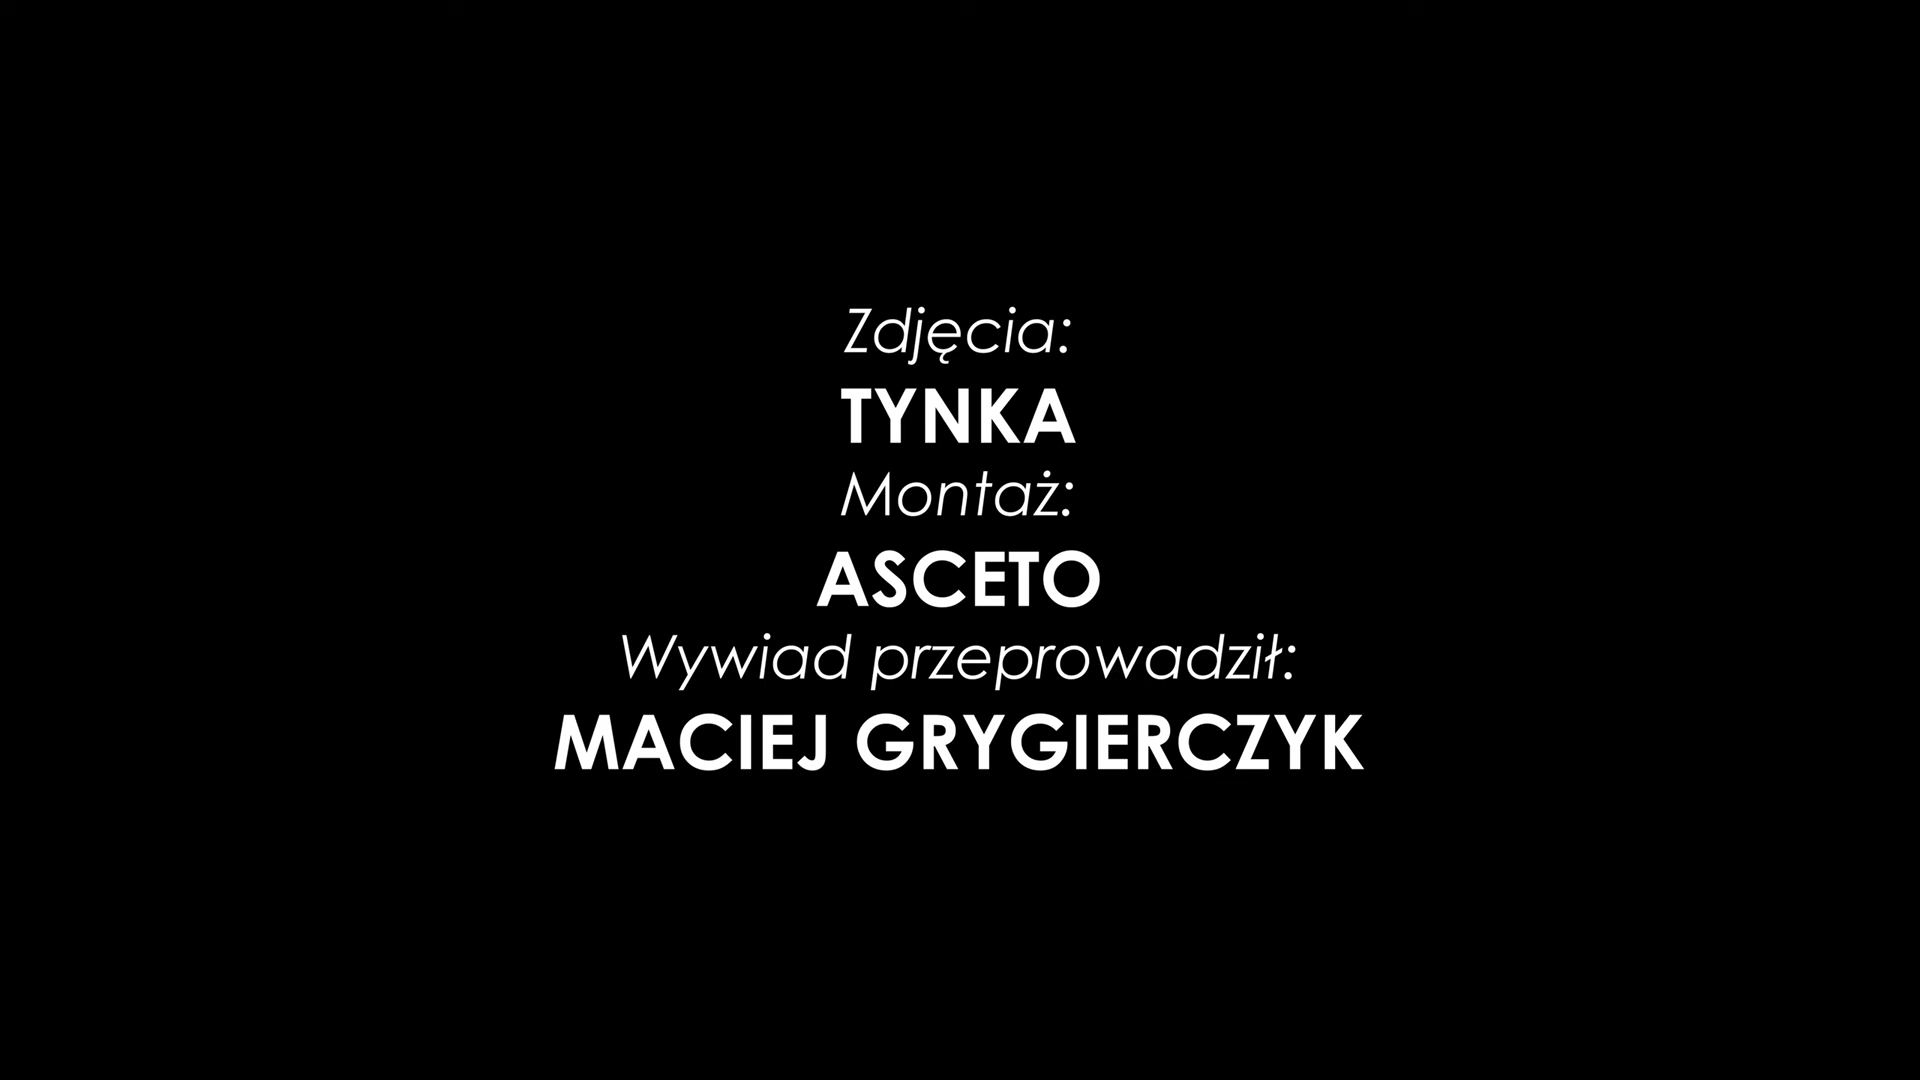 Zdjęcia:
TYNKA
Montaż:
ASCETO
Wywiad przeprowadził:
MACIEJ GRYGIERCZYK